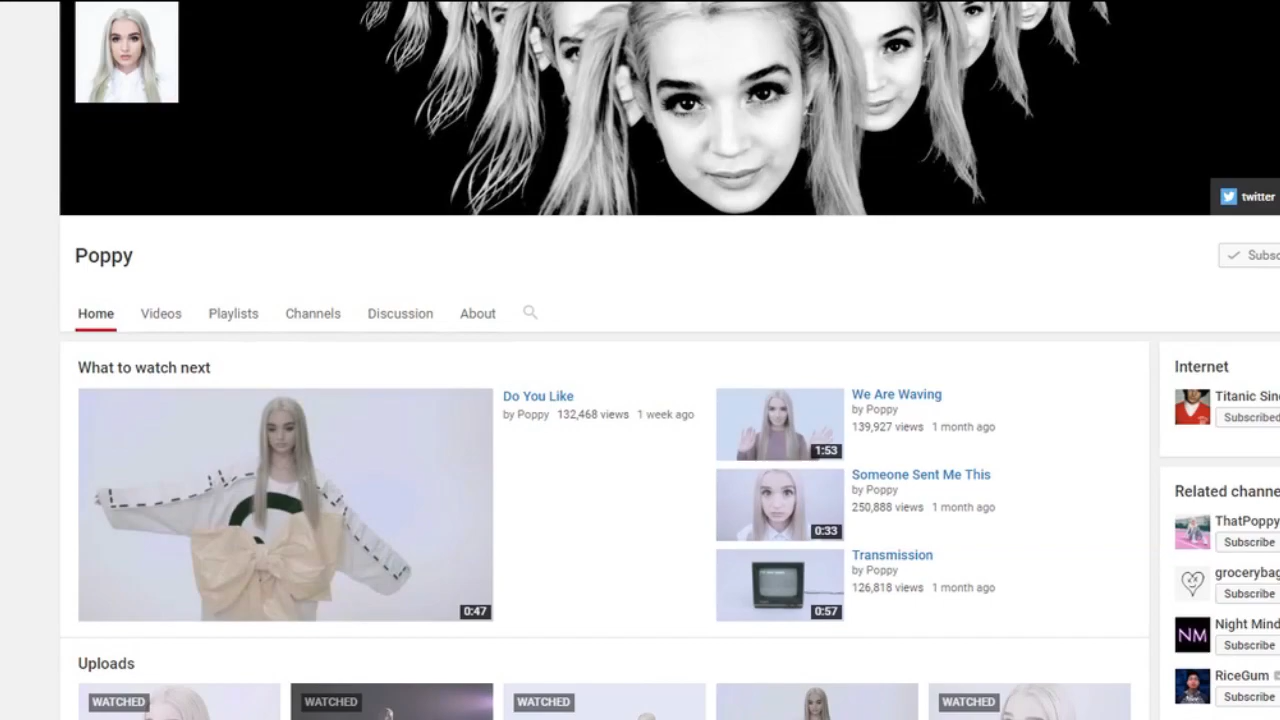 twitter
Poppy
Subsc
Home Videos Playlists Channels Discussion About
What to watch next
Do You Like
by Poppy 132,468 views 1 week ago
0:47
We Are Waving
by Poppy
139,927 views 1 month ago
1:53
Someone Sent Me This
by Poppy
250,888 views 1 month ago
0:33
Transmission
by Poppy
126,818 views 1 month ago
0:57
Uploads
WATCHED WATCHED WATCHED WATCHED
Internet
Titanic Sin
Subscribed
Related channe
ThatPoppy
Subscribe
grocerybag
Subscribe
NM
Night Mind
Subscribe
RiceGum
Subscribe